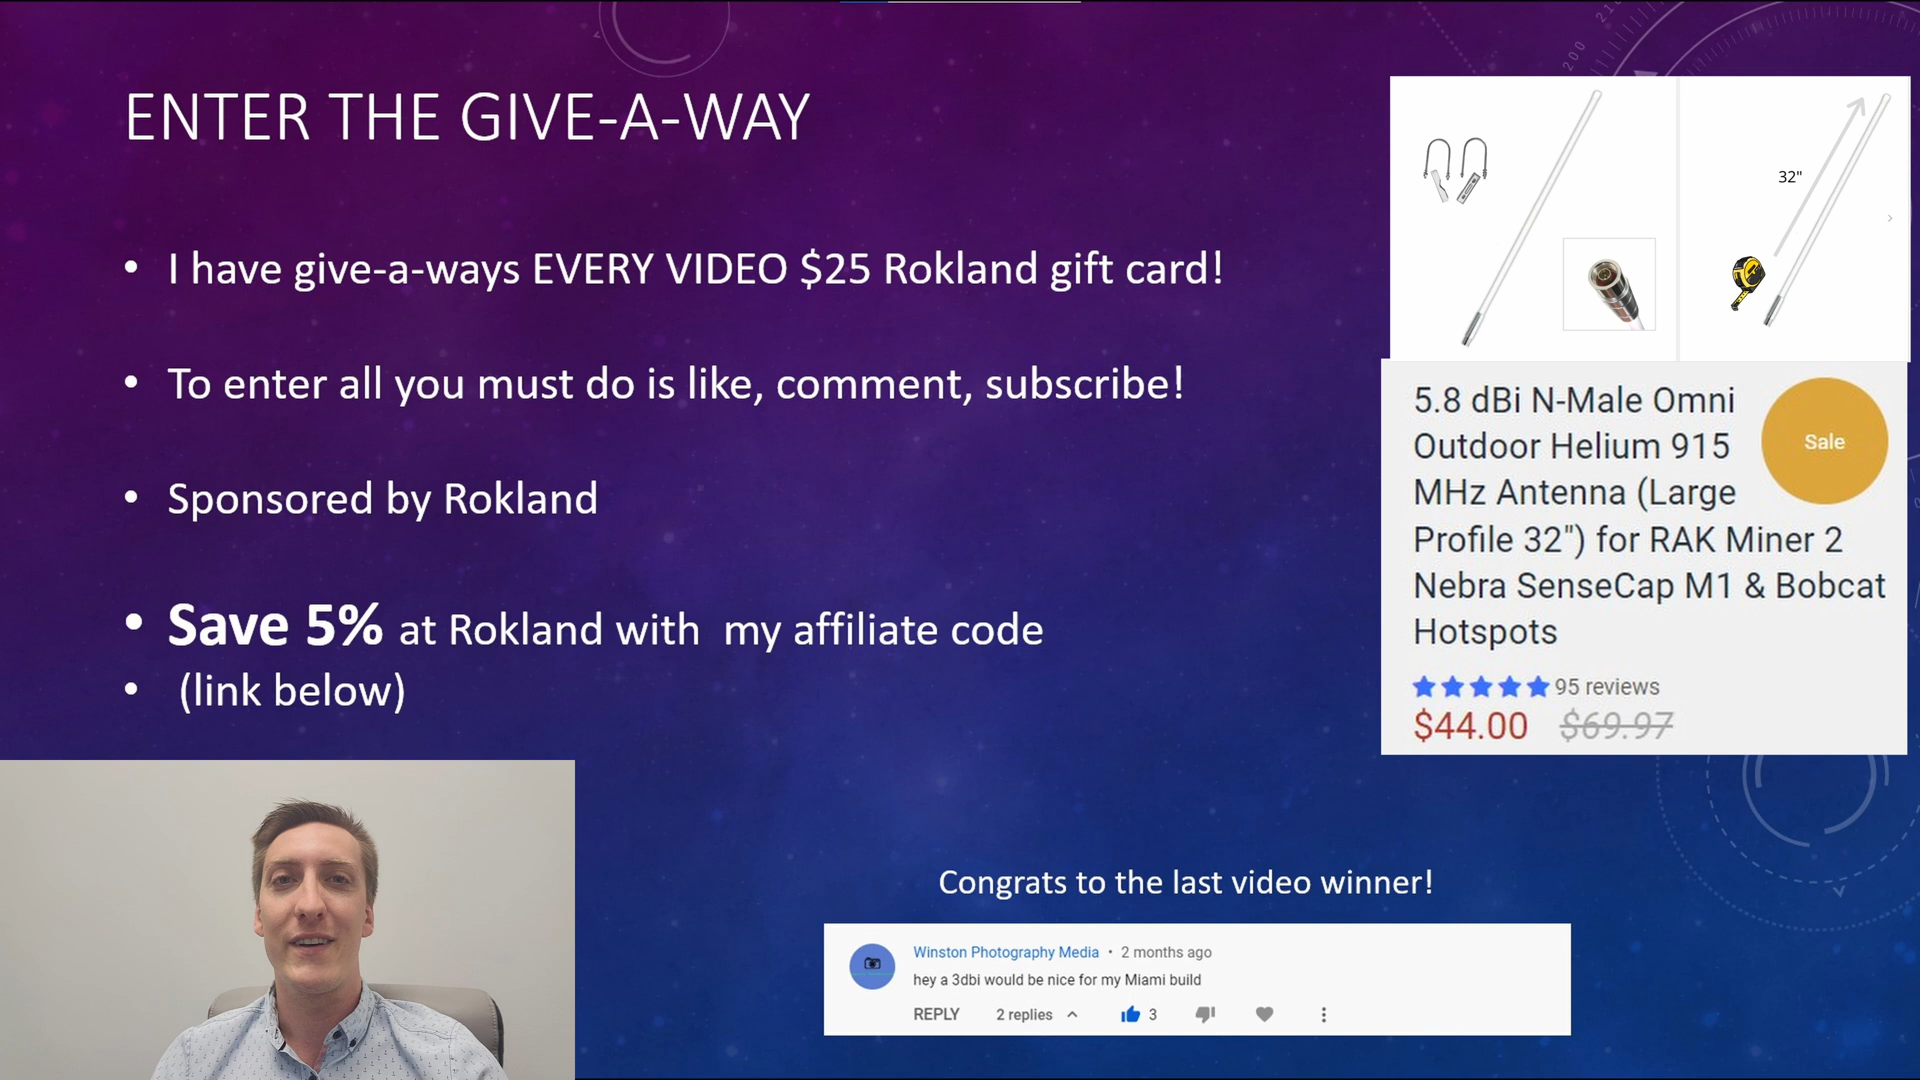 ENTER THE GIVE-A-WAY
• I have give-a-ways EVERY VIDEO $25 Rokland gift card!
• To enter all you must do is like, comment, subscribe!
• Sponsored by Rokland
• Save 5% at Rokland with my affiliate code
• (link below)
32"
5.8 dBi N-Male Omni
Outdoor Helium 915
MHz Antenna (Large
Profile 32") for RAK Miner 2
Nebra SenseCap M1 & Bobcat
Hotspots
Sale
95 reviews
$44.00 $69.97
Congrats to the last video winner!
Winston Photography Media • 2 months ago
hey a 3dbi would be nice for my Miami build
REPLY 2 replies 3
200